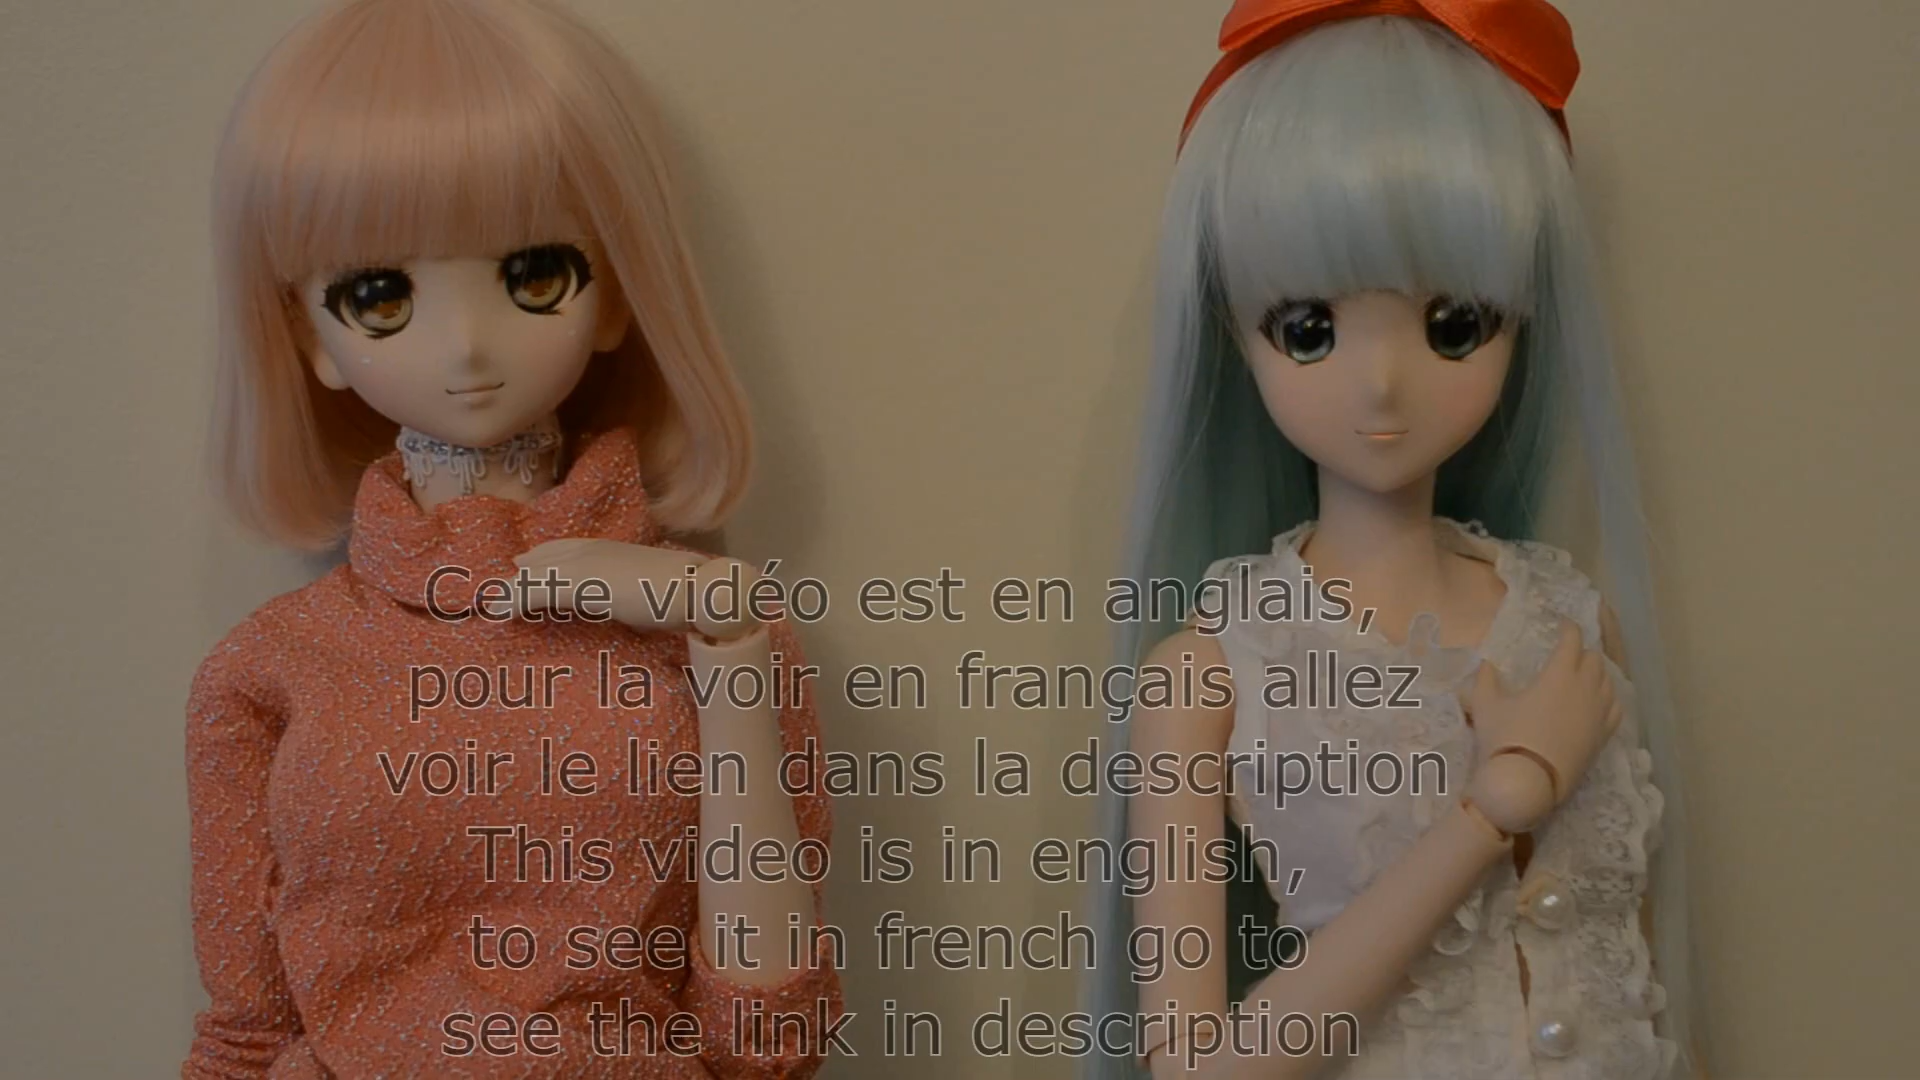 Cette vidéo est en anglais,
pour la voir en français allez
voir le lien dans la description
This video is in english,
to see it in french go to
see the link in description